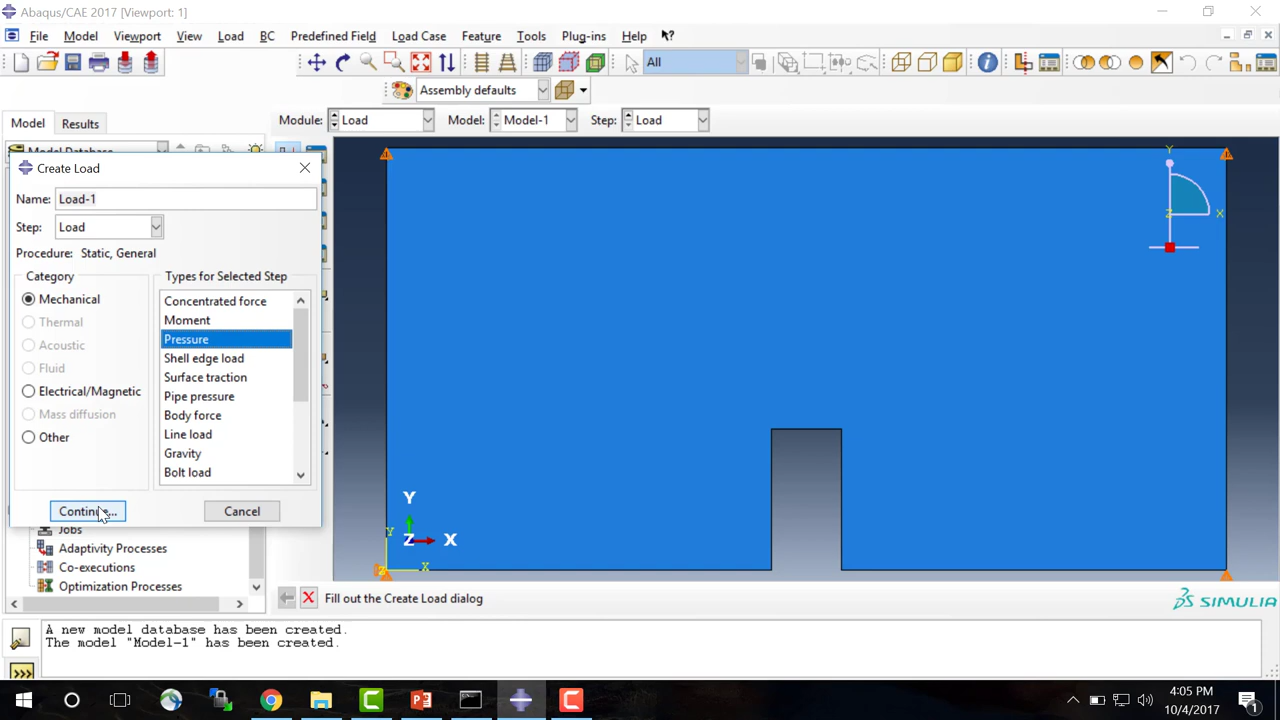 Abaqus/CAE 2017 [Viewport: 1]
File Model Viewport View Load BC Predefined Field Load Case Feature Tools Plug-ins Help
All
Assembly defaults
Model Results Module: Load Model: Model-1 Step: Load
Model Database
Create Load
Name: Load-1
Step: Load
Procedure: Static, General
Category Types for Selected Step
Mechanical Concentrated force
Thermal Moment
Acoustic Pressure
Fluid Shell edge load
Electrical/Magnetic Surface traction
Mass diffusion Pipe pressure
Other Body force
Line load
Gravity
Bolt load
Continue... Cancel
Jobs
Adaptivity Processes
Co-executions
Optimization Processes
Y
Z X
Y
Z X
Y
X
Fill out the Create Load dialog
SIMULIA
A new model database has been created.
The model "Model-1" has been created.
>>>
4:05 PM
10/4/2017